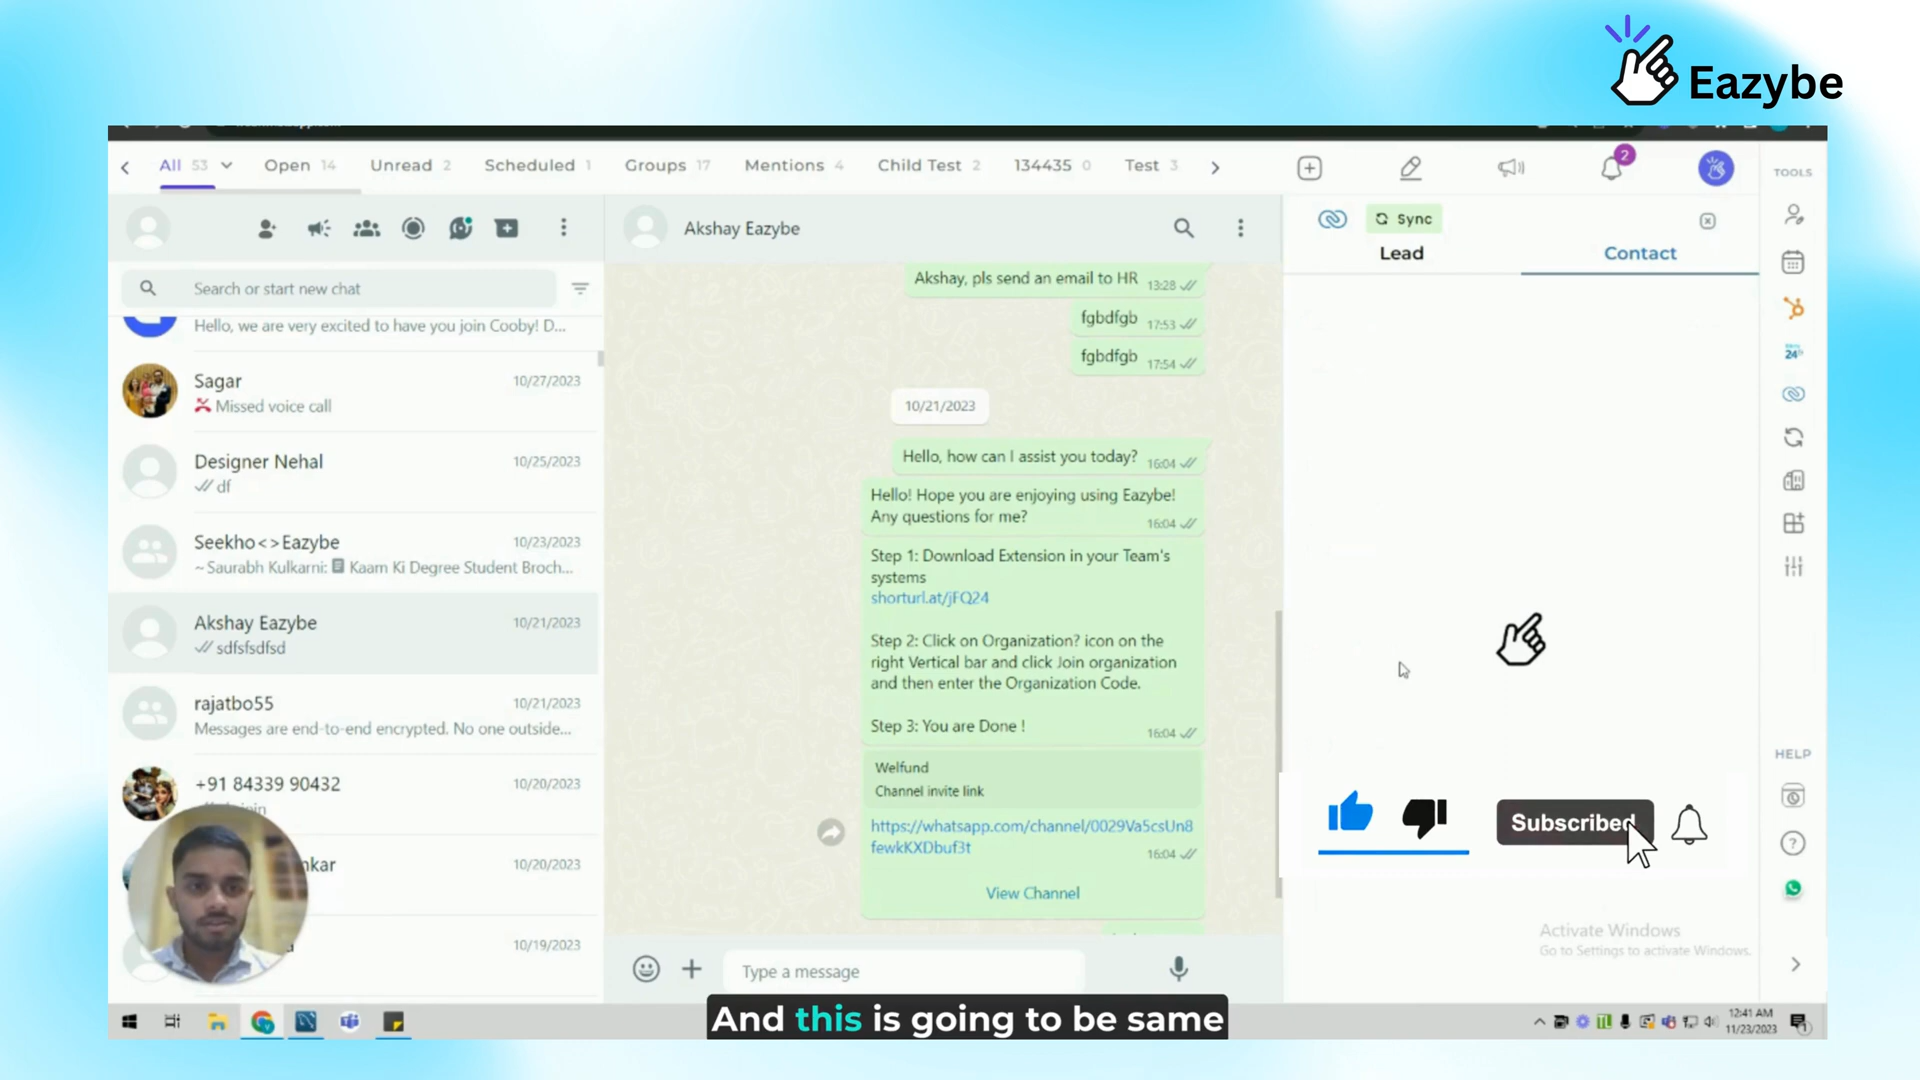 Eazybe
All 53
Open 14
Unread 2
Scheduled 1
Groups 17
Mentions 4
Child Test 2
134435 0
Test 3
2
TOOLS
Akshay Eazybe
Sync
Lead
Contact
Search or start new chat
Hello, we are very excited to have you join Cooby! D...
Sagar
10/27/2023
Missed voice call
Designer Nehal
10/25/2023
df
Seekho<>Eazybe
10/23/2023
~Saurabh Kulkarni: Kaam Ki Degree Student Broch...
Akshay Eazybe
10/21/2023
sdfsfsdfsd
rajatbo55
10/21/2023
Messages are end-to-end encrypted. No one outside...
+91 84339 90432
10/20/2023
nkar
10/20/2023
10/19/2023
Akshay, pls send an email to HR
13:28
fgbdfgb
17:53
fgbdfgb
17:54
10/21/2023
Hello, how can I assist you today?
16:04
Hello! Hope you are enjoying using Eazybe!
Any questions for me?
16:04
Step 1: Download Extension in your Team's
systems
shorturl.at/jFQ24
Step 2: Click on Organization? icon on the
right Vertical bar and click Join organization
and then enter the Organization Code.
Step 3: You are Done !
16:04
Welfund
Channel invite link
https://whatsapp.com/channel/0029Va5csUn8
fewkKXDbuf3t
16:04
View Channel
Type a message
24
HELP
Subscribed
Activate Windows
Go to Settings to activate Windows.
And this is going to be same
12:41 AM
11/23/2023
1